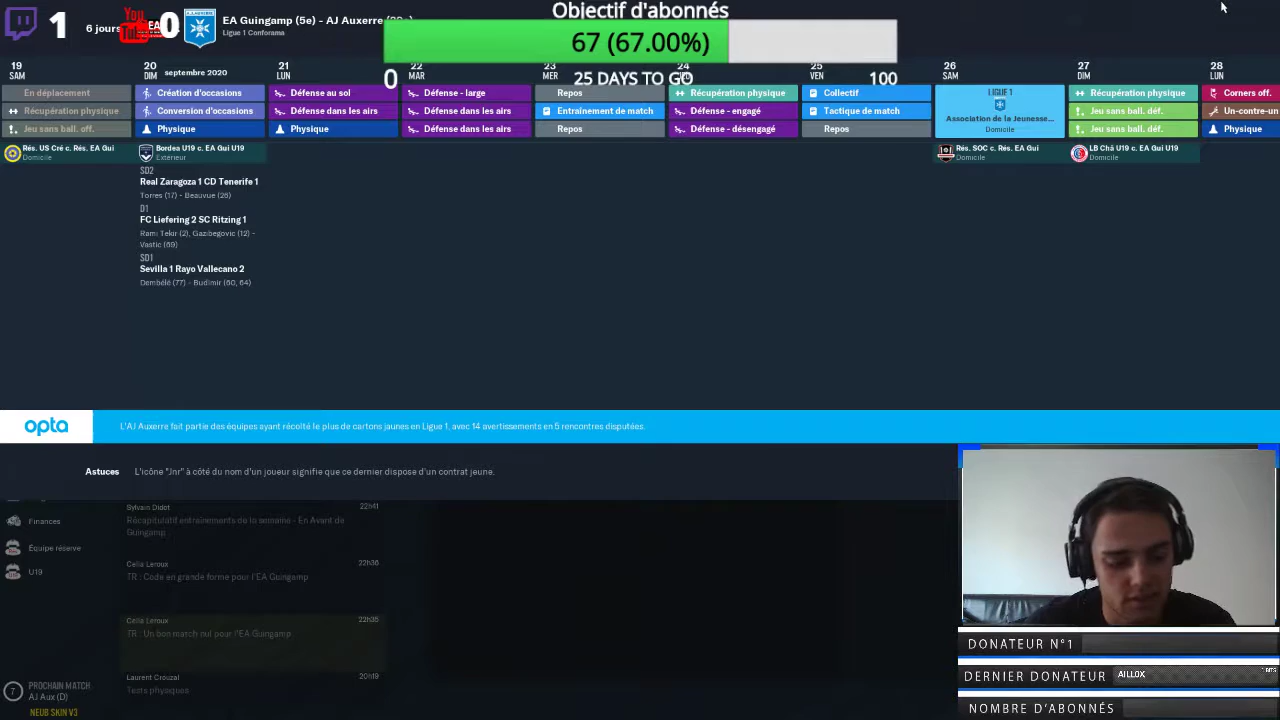 Objectif d'abonnés
1
6 jours
You
0
EA Guingamp (5e) - AJ Auxerre
Ligue 1 Conforama
67 (67.00%)
0
25 DAYS TO GO
100
19 SAM
20 DIM septembre 2020
21 LUN
22 MAR
23 MER
24
25 VEN
26 SAM
27 DIM
28 LUN
En déplacement
Création d'occasions
Défense au sol
Défense - large
Repos
Récupération physique
Collectif
LIGUE 1
Récupération physique
Corners off.
Récupération physique
Conversion d'occasions
Défense dans les airs
Défense dans les airs
Entraînement de match
Défense - engagé
Tactique de match
Association de la Jeunesse...
Jeu sans ball. déf.
Un-contre-un
Jeu sans ball. off.
Physique
Physique
Défense dans les airs
Repos
Défense - désengagé
Repos
Domicile
Jeu sans ball. déf.
Physique
Rés. US Cré c. Rés. EA Gui
Domicile
Bordea U19 c. EA Gui U19
Extérieur
Rés. SOC c. Rés. EA Gui
Domicile
LB Châ U19 c. EA Gui U19
Domicile
SD2
Real Zaragoza 1 CD Tenerife 1
Torres (17) - Beauvue (26)
D1
FC Liefering 2 SC Ritzing 1
Rami Tekir (2), Gazibegovic (12) -
Vastic (69)
SD1
Sevilla 1 Rayo Vallecano 2
Dembélé (77) - Budimir (60, 64)
opta
L'AJ Auxerre fait partie des équipes ayant récolté le plus de cartons jaunes en Ligue 1, avec 14 avertissements en 5 rencontres disputées.
Astuces
L'icône "Jnr" à côté du nom d'un joueur signifie que ce dernier dispose d'un contrat jeune.
Finances
Équipe réserve
U19
Sylvain Didot
22h41
Récapitulatif entraînements de la semaine - En Avant de
Guingamp
Celia Leroux
22h36
TR : Code en grande forme pour l'EA Guingamp
Celia Leroux
22h35
TR : Un bon match nul pour l'EA Guingamp
Laurent Crouzal
20h19
Tests physiques
7
PROCHAIN MATCH
AJ Aux (D)
NEUB SKIN V3
DONATEUR N°1
DERNIER DONATEUR
AILLOX
NOMBRE D'ABONNÉS